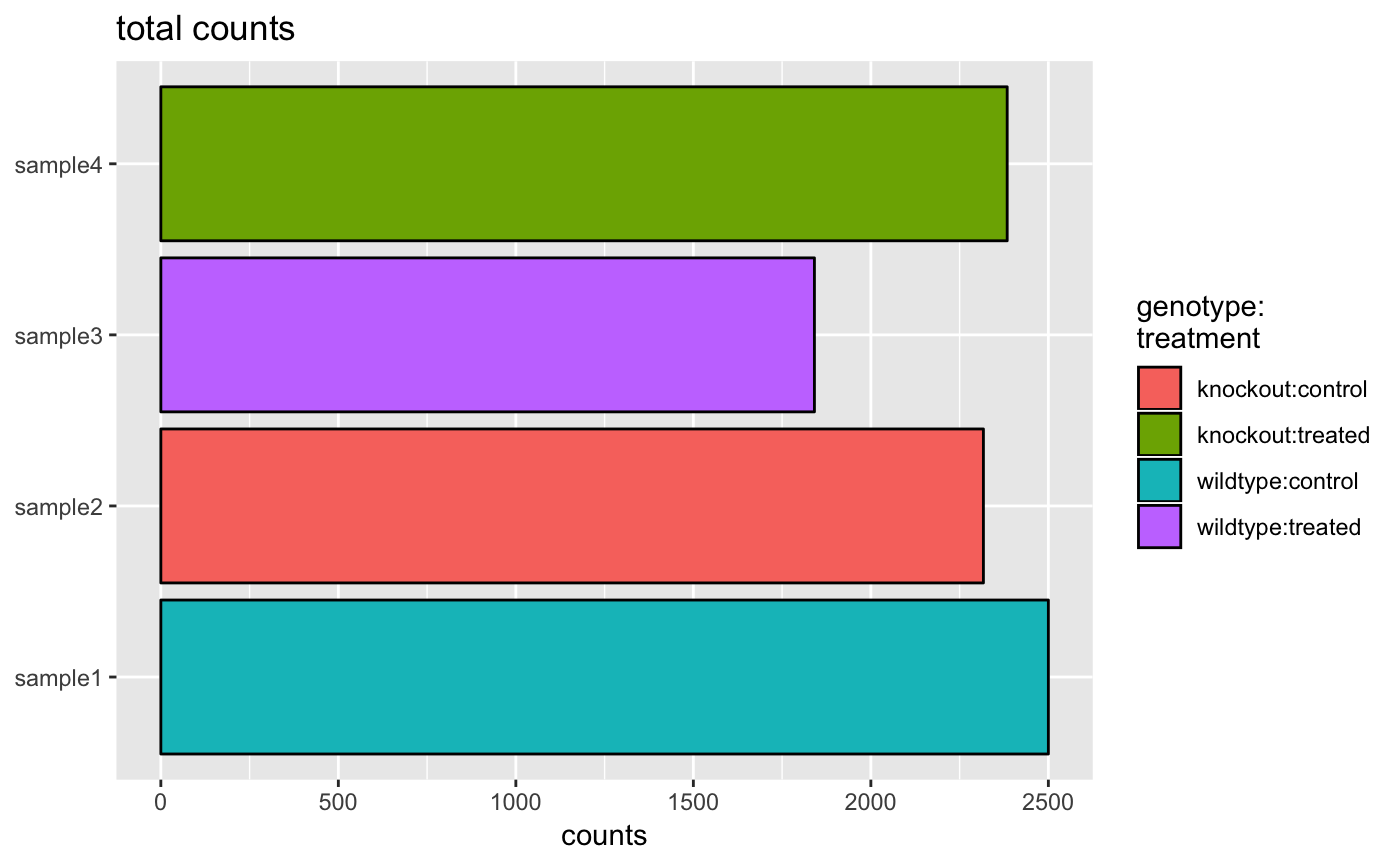 total counts
sample4
sample3
sample2
sample1
0 500 1000 1500 2000 2500
counts
genotype:
treatment
knockout:control
knockout:treated
wildtype:control
wildtype:treated